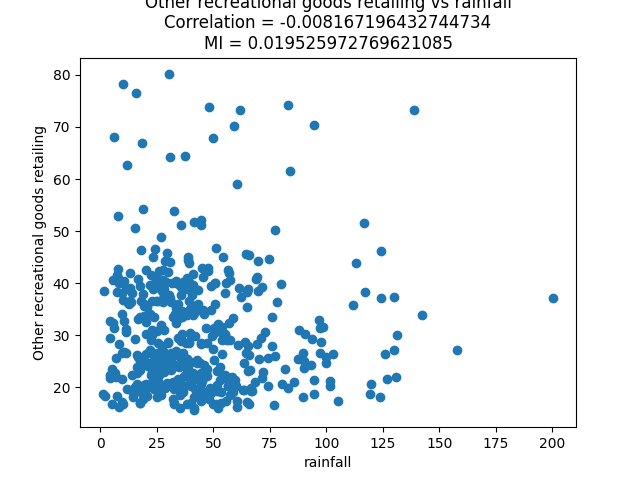 Other recreational goods retailing vs rainfall
Correlation = -0.008167196432744734
MI = 0.019525972769621085
80
70
60
50
40
30
20
Other recreational goods retailing
0 25 50 75 100 125 150 175 200
rainfall